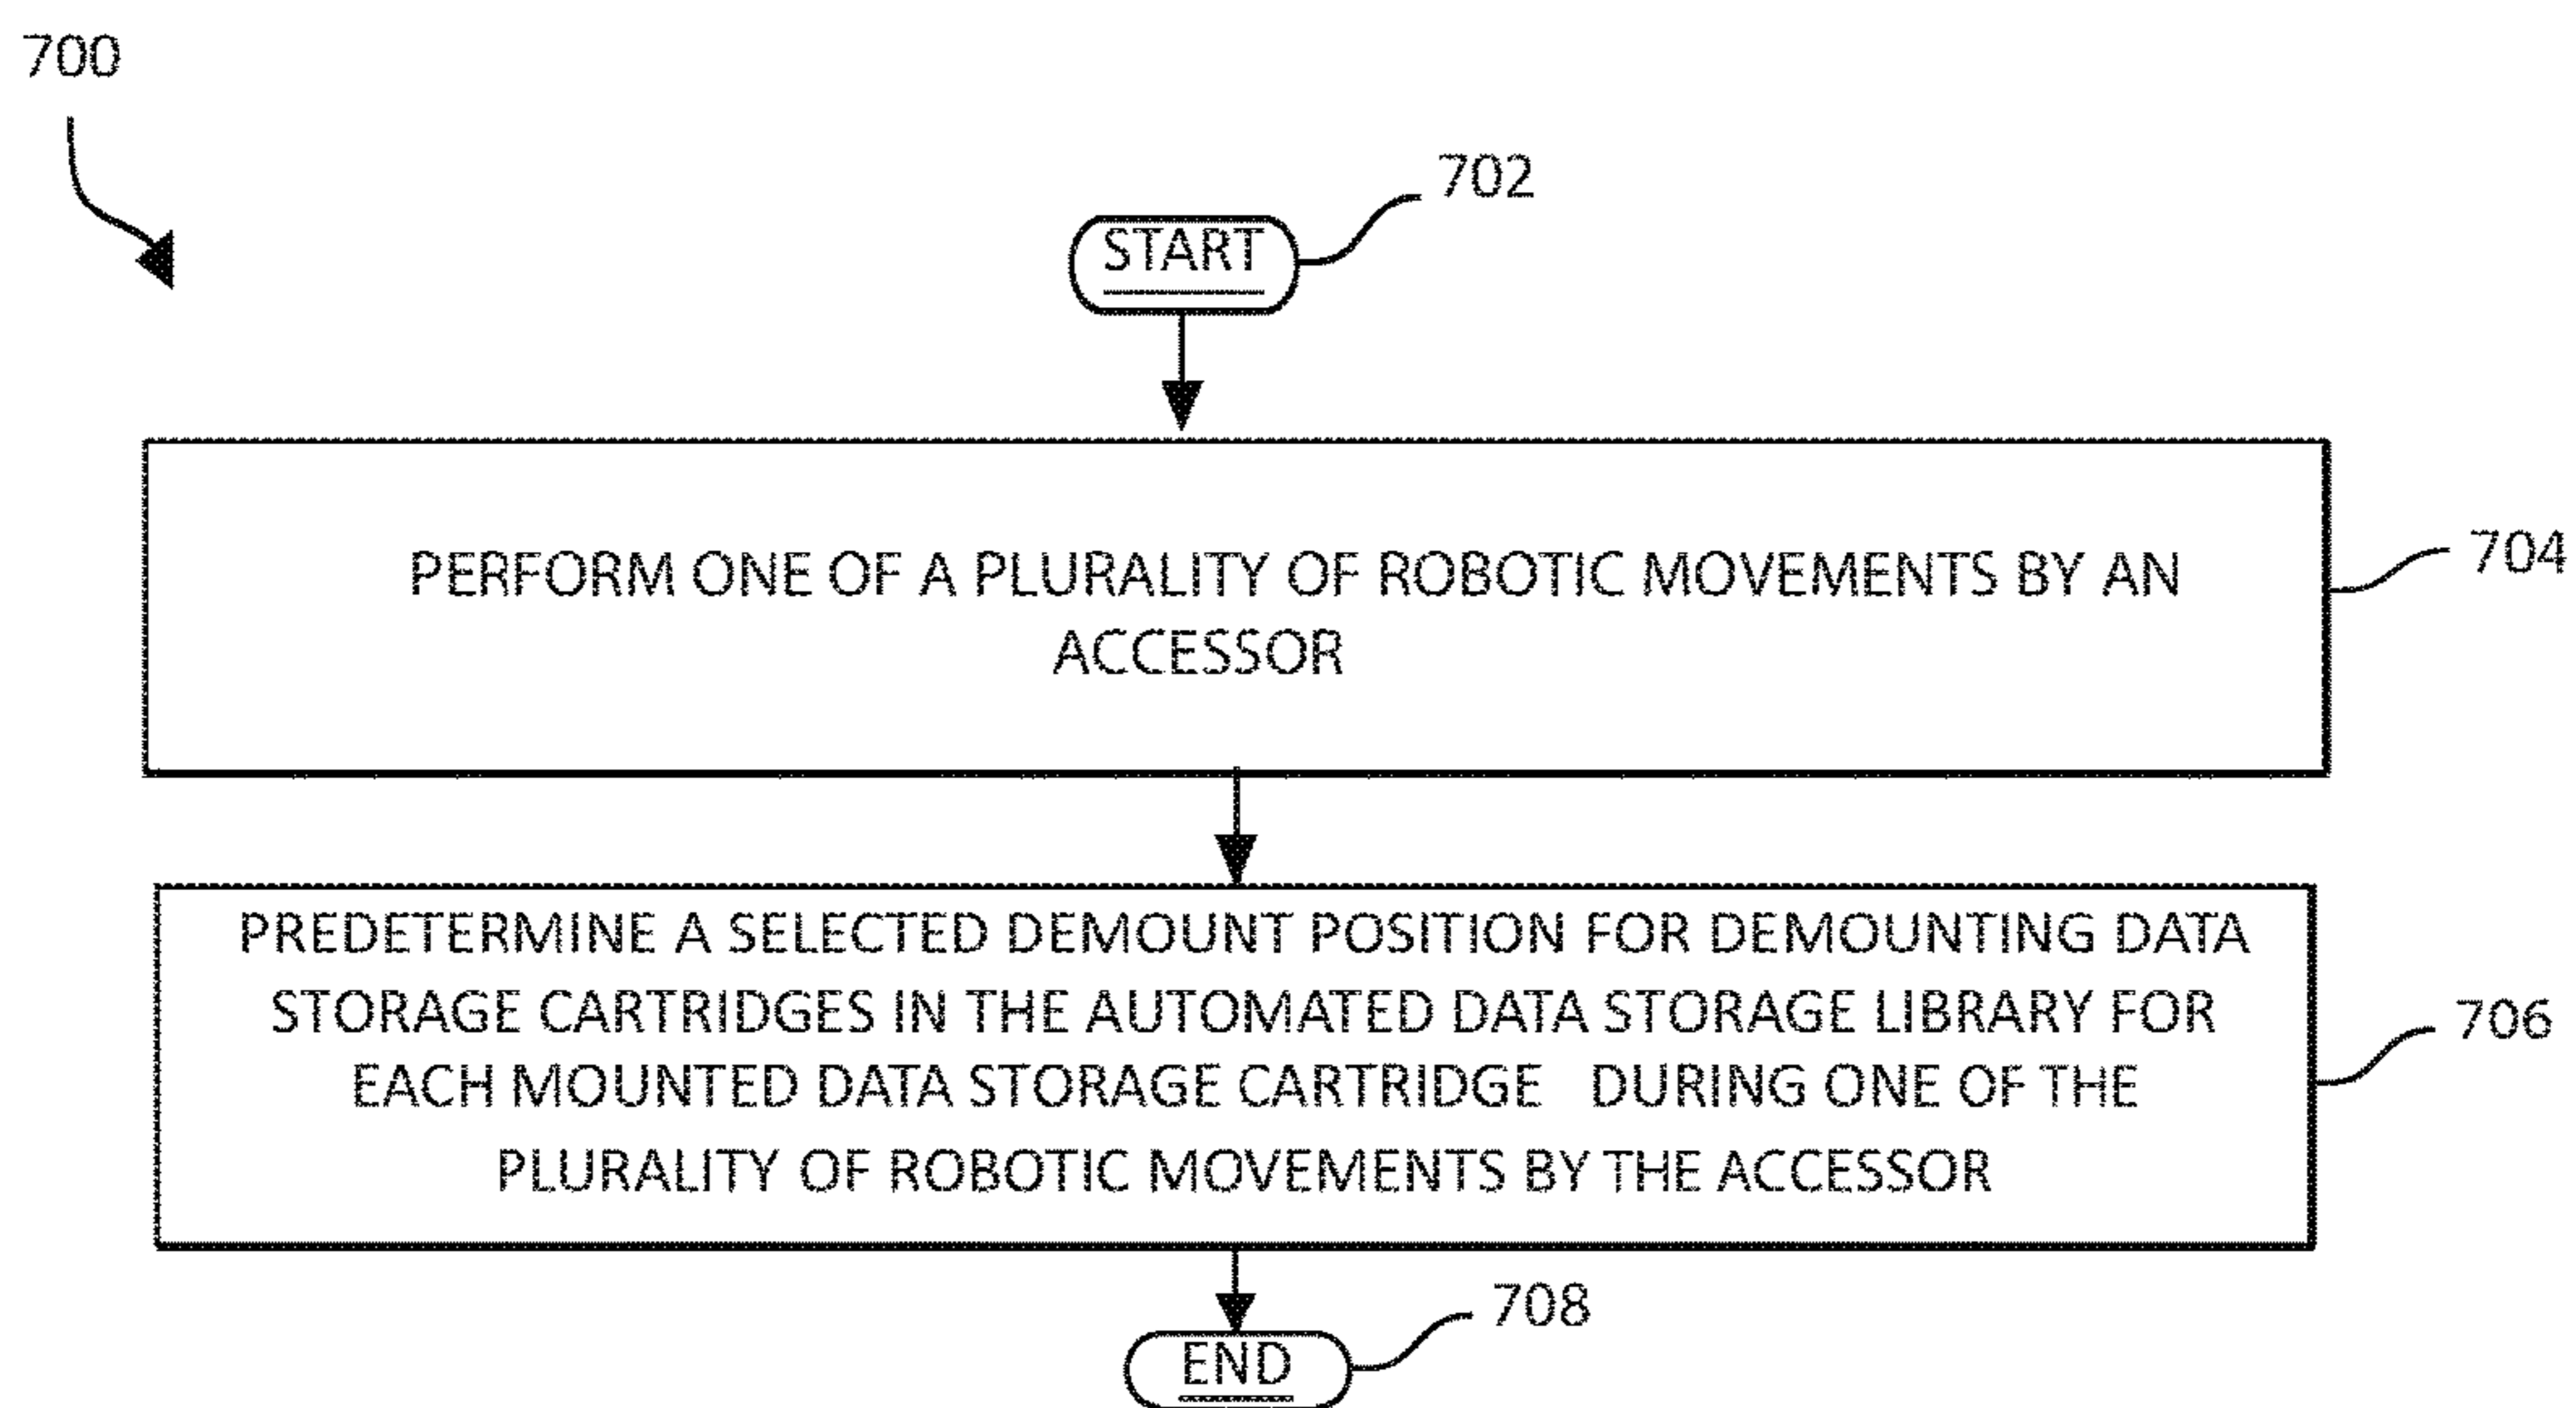 700
702
START
PERFORM ONE OF A PLURALITY OF ROBOTIC MOVEMENTS BY AN
ACCESSOR
704
PREDETERMINE A SELECTED DEMOUNT POSITION FOR DEMOUNTING DATA
STORAGE CARTRIDGES IN THE AUTOMATED DATA STORAGE LIBRARY FOR
EACH MOUNTED DATA STORAGE CARTRIDGE DURING ONE OF THE
PLURALITY OF ROBOTIC MOVEMENTS BY THE ACCESSOR
706
708
END